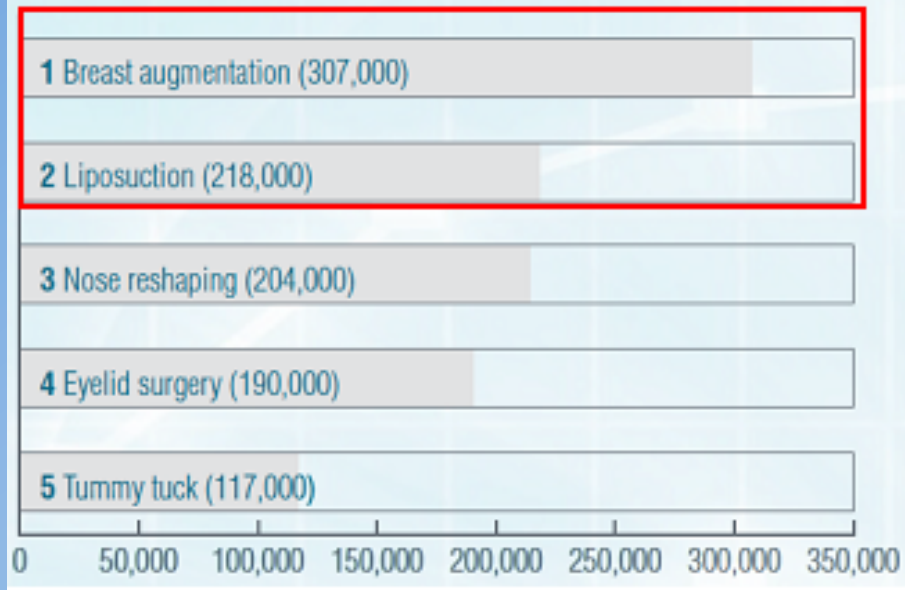 1 Breast augmentation (307,000)
2 Liposuction (218,000)
3 Nose reshaping (204,000)
4 Eyelid surgery (190,000)
5 Tummy tuck (117,000)
0 50,000 100,000 150,000 200,000 250,000 300,000 350,000